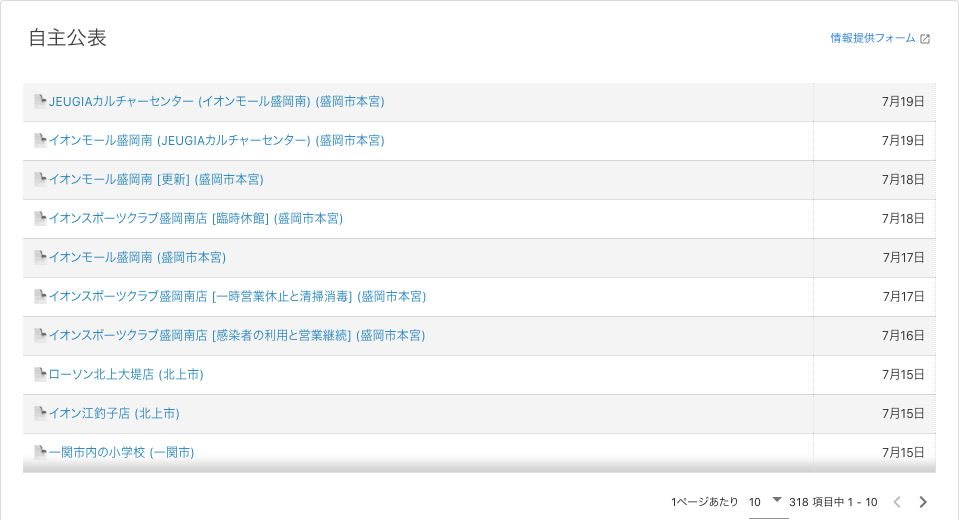 自主公表
情報提供フォーム
JEUGIAカルチャーセンター (イオンモール盛岡南) (盛岡市本宮) 7月19日
イオンモール盛岡南 (JEUGIAカルチャーセンター) (盛岡市本宮) 7月19日
イオンモール盛岡南 [更新] (盛岡市本宮) 7月18日
イオンスポーツクラブ盛岡南店 [臨時休館] (盛岡市本宮) 7月18日
イオンモール盛岡南 (盛岡市本宮) 7月17日
イオンスポーツクラブ盛岡南店 [一時営業休止と清掃消毒] (盛岡市本宮) 7月17日
イオンスポーツクラブ盛岡南店 [感染者の利用と営業継続] (盛岡市本宮) 7月16日
ローソン北上大堤店 (北上市) 7月15日
イオン江釣子店 (北上市) 7月15日
一関市内の小学校 (一関市) 7月15日
1ページあたり 10 318 項目中 1 - 10